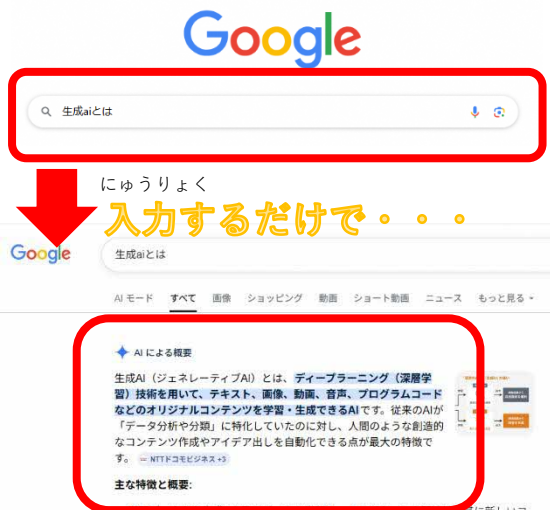 Google
生成aiとは
にゅうりょく
入力するだけで・・・
Google
生成aiとは
AI モード すべて 画像 ショッピング 動画 ショート動画 ニュース もっと見る
AI による概要
生成AI（ジェネレーティブAI）とは、ディープラーニング（深層学
習）技術を用いて、テキスト、画像、動画、音声、プログラムコード
などのオリジナルコンテンツを学習・生成できるAIです。従来のAIが
「データ分析や分類」に特化していたのに対し、人間のような創造的
なコンテンツ作成やアイデア出しを自動化できる点が最大の特徴で
す。 NTTドコモビジネス +3
主な特徴と概要: